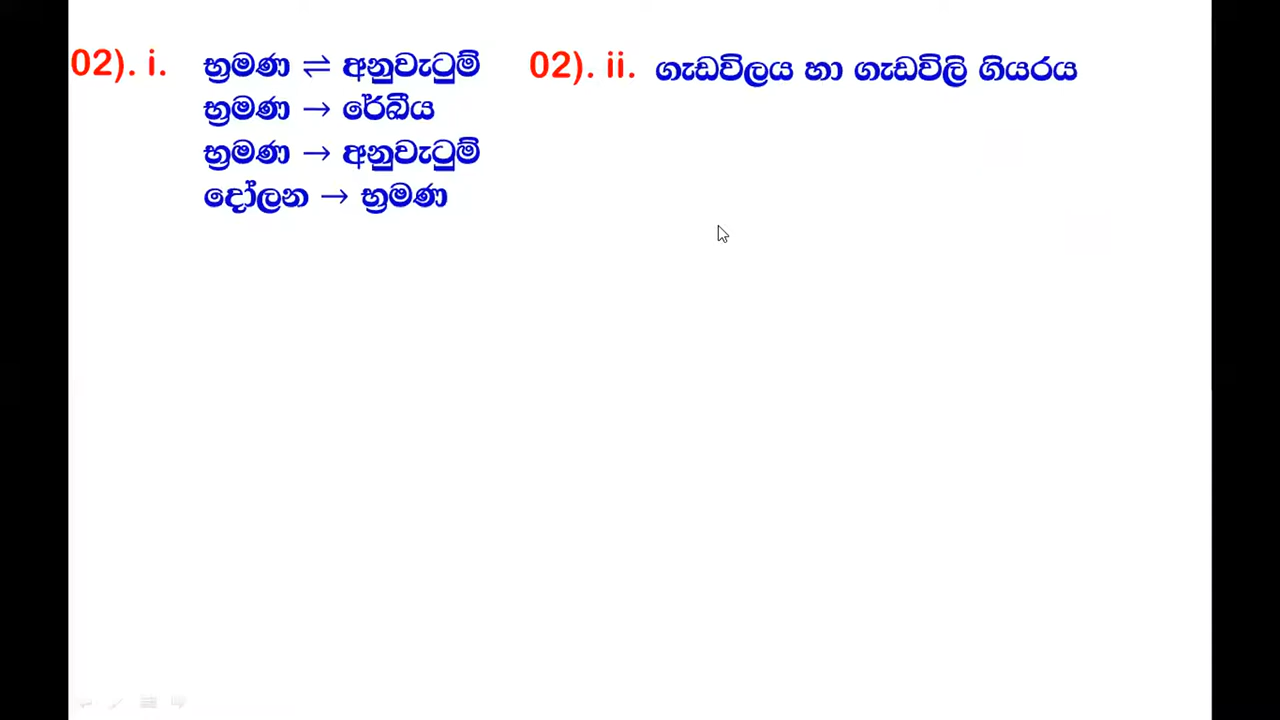 02). i. භ්‍රමණ ⇌ අනුවැටුම්
භ්‍රමණ → රේඛීය
භ්‍රමණ → අනුවැටුම්
දෝලන → භ්‍රමණ
02). ii. ගැඩවිලය හා ගැඩවිලි ගියරය